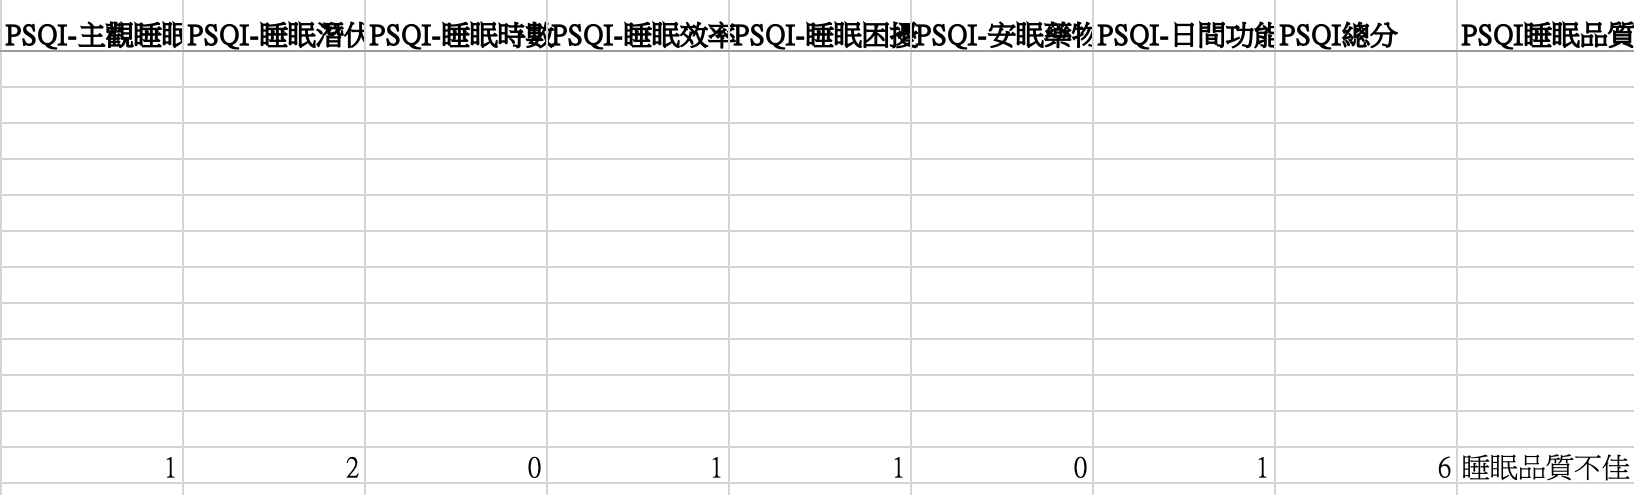 PSQI-主觀睡眠 PSQI-睡眠潛伏 PSQI-睡眠時數 PSQI-睡眠效率 PSQI-睡眠困擾 PSQI-安眠藥物 PSQI-日間功能 PSQI總分 PSQI睡眠品質
1 2 0 1 1 0 1 6 睡眠品質不佳